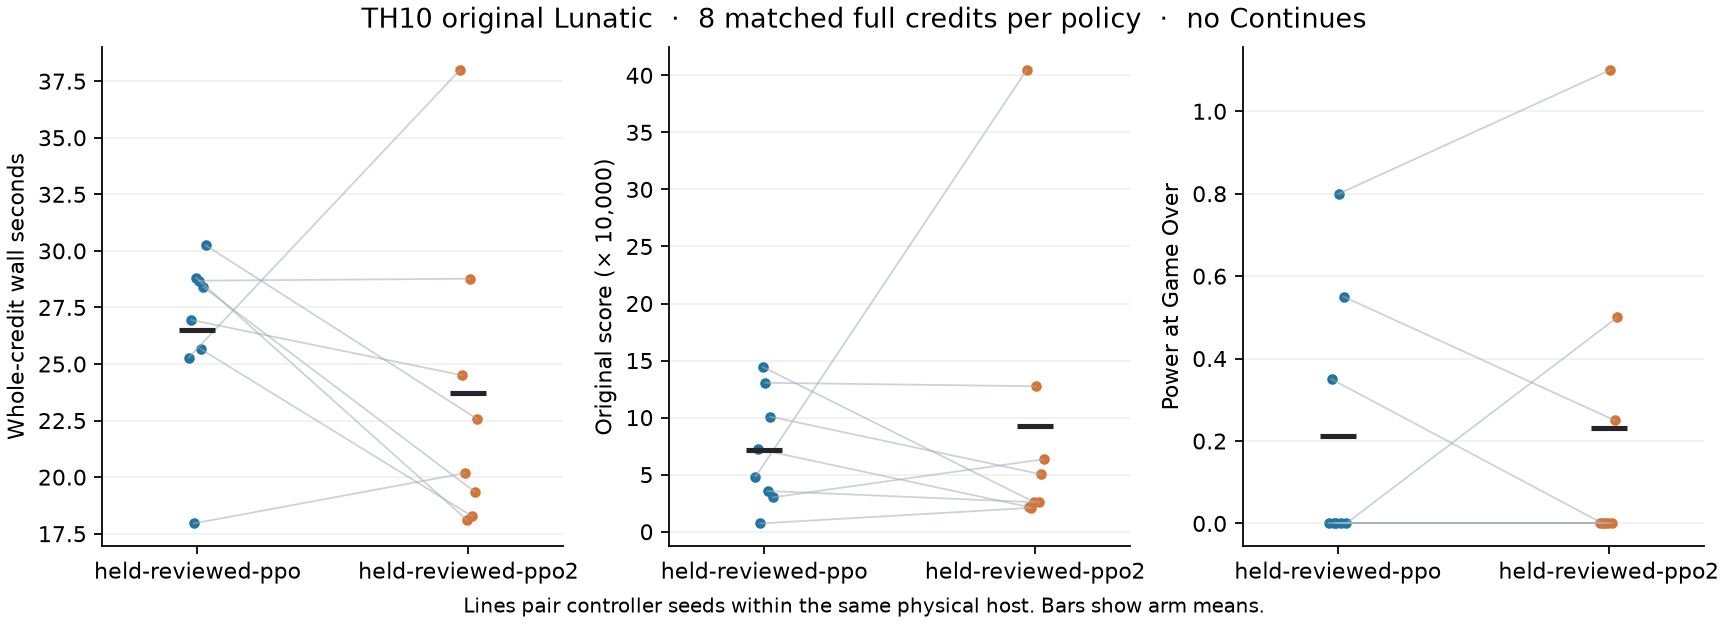 TH10 original Lunatic · 8 matched full credits per policy · no Continues
Whole-credit wall seconds
37.5
35.0
32.5
30.0
27.5
25.0
22.5
20.0
17.5
held-reviewed-ppo
held-reviewed-ppo2
Original score (× 10,000)
40
35
30
25
20
15
10
5
0
held-reviewed-ppo
held-reviewed-ppo2
Power at Game Over
1.0
0.8
0.6
0.4
0.2
0.0
held-reviewed-ppo
held-reviewed-ppo2
Lines pair controller seeds within the same physical host. Bars show arm means.